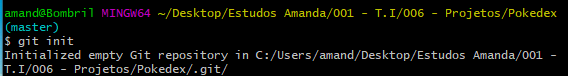 amand@Bombril MINGW64 ~/Desktop/Estudos Amanda/001 - T.I/006 - Projetos/Pokedex
(master)
$ git init
Initialized empty Git repository in C:/Users/amand/Desktop/Estudos Amanda/001 -
T.I/006 - Projetos/Pokedex/.git/